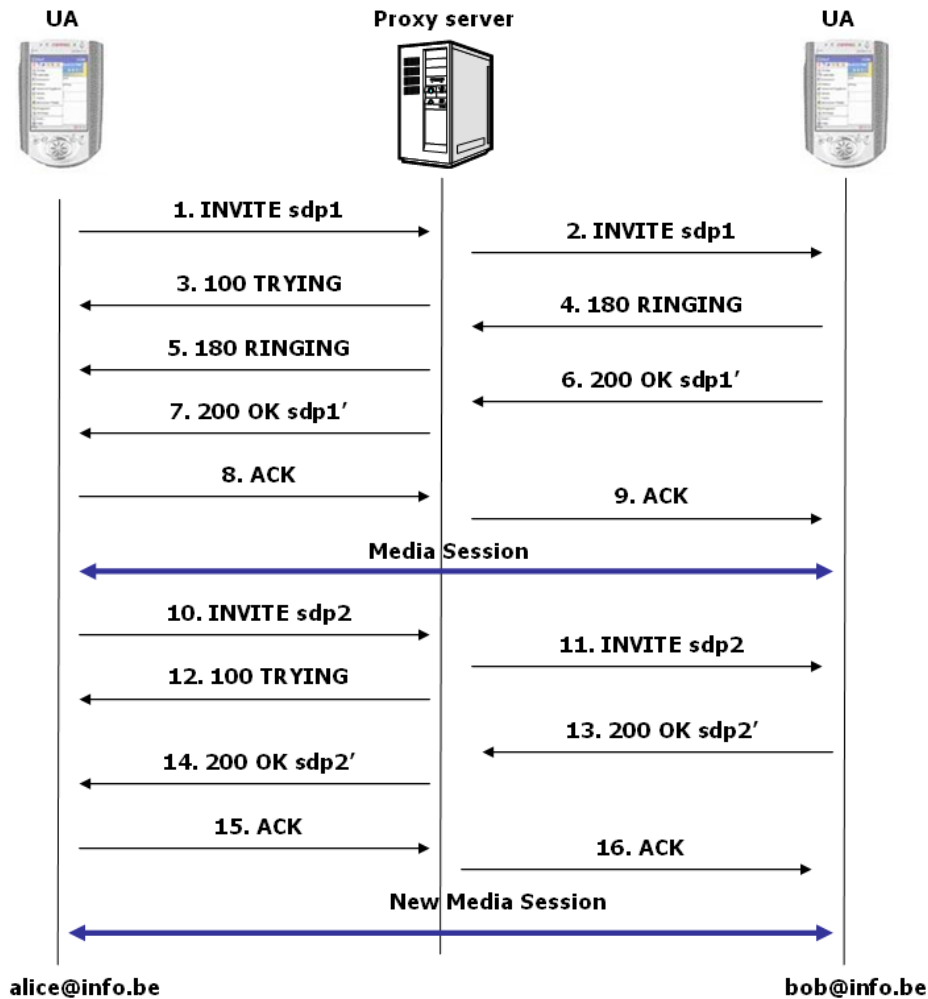 UA
Proxy server
UA
1. INVITE sdp1
2. INVITE sdp1
3. 100 TRYING
4. 180 RINGING
5. 180 RINGING
6. 200 OK sdp1′
7. 200 OK sdp1′
8. ACK
9. ACK
Media Session
10. INVITE sdp2
11. INVITE sdp2
12. 100 TRYING
13. 200 OK sdp2′
14. 200 OK sdp2′
15. ACK
16. ACK
New Media Session
alice@info.be
bob@info.be